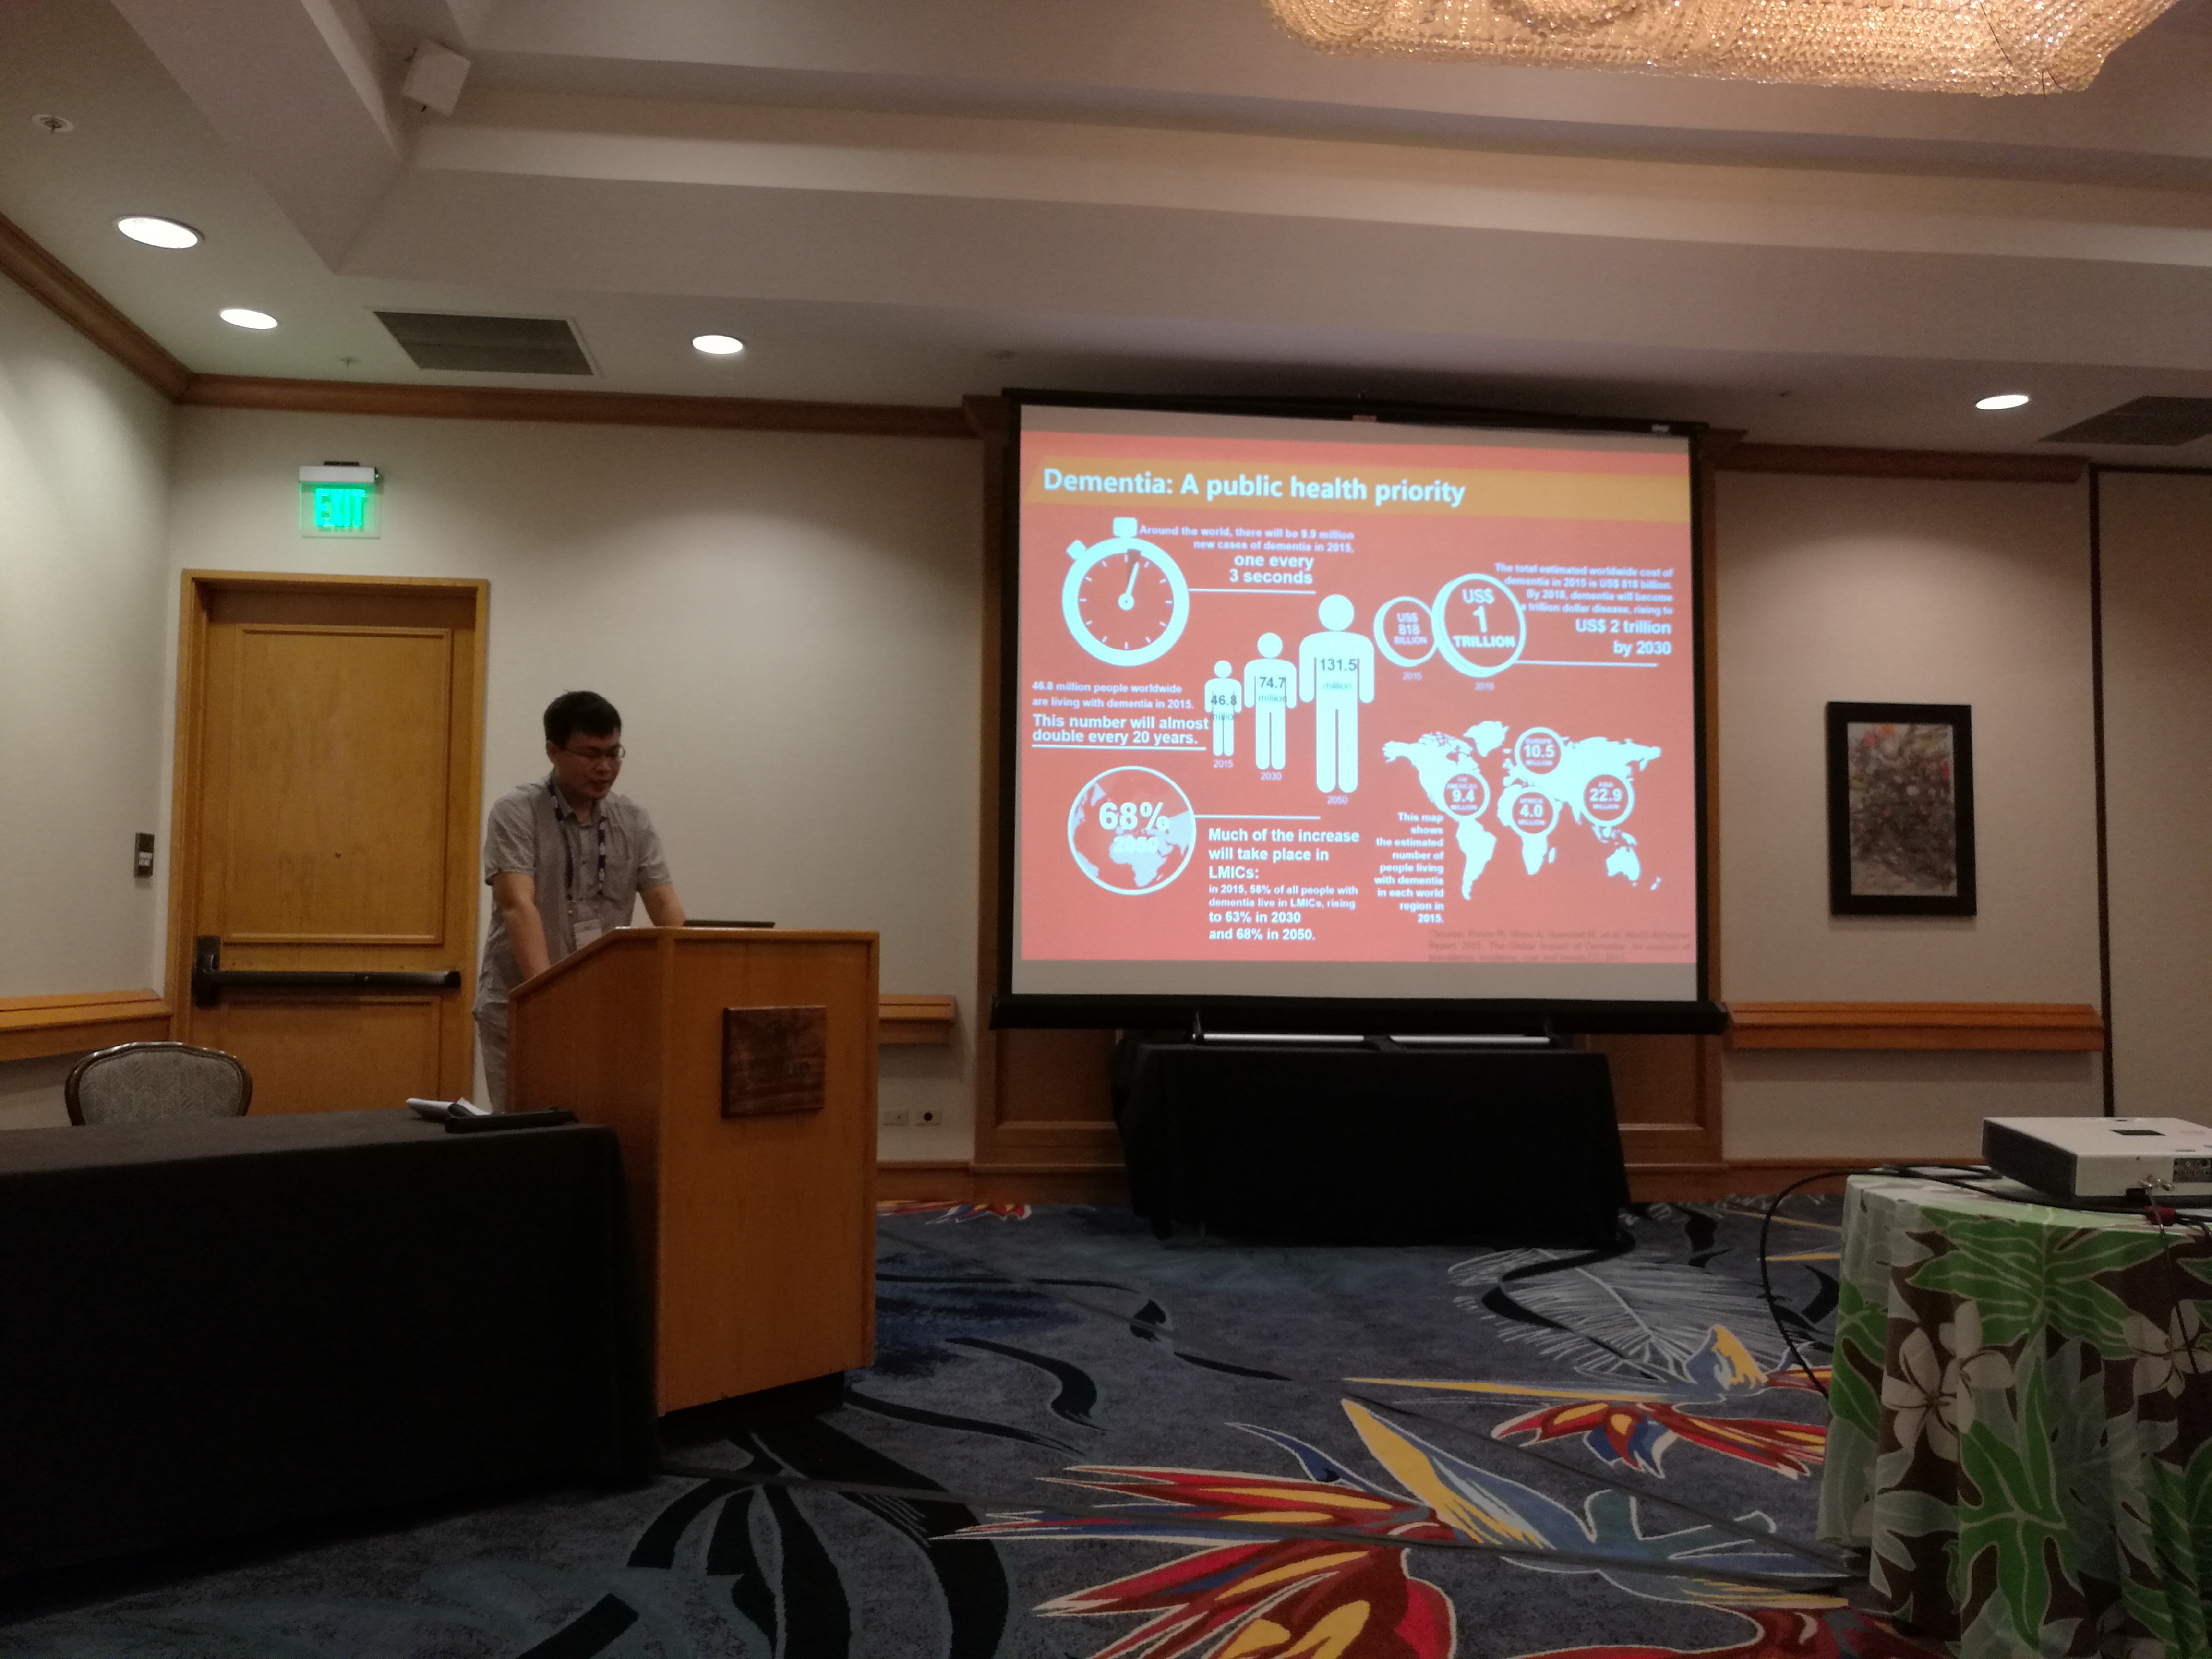 EXIT
Dementia: A public health priority
Around the world, there will be 9.9 million
new cases of dementia in 2015,
one every
3 seconds
The total estimated worldwide cost of
dementia in 2015 is US$ 818 billion.
By 2018, dementia will become
a trillion dollar disease, rising to
US$ 2 trillion
by 2030
US$
818
BILLION
2015
US$
1
TRILLION
2018
46.8 million people worldwide
are living with dementia in 2015.
This number will almost
double every 20 years.
46.8
million
2015
74.7
million
2030
131.5
million
2050
68%
2050
Much of the increase
will take place in
LMICs:
in 2015, 58% of all people with
dementia live in LMICs, rising
to 63% in 2030
and 68% in 2050.
EUROPE
10.5
MILLION
THE
AMERICAS
9.4
MILLION
AFRICA
4.0
MILLION
ASIA
22.9
MILLION
This map
shows
the estimated
number of
people living
with dementia
in each world
region in
2015.